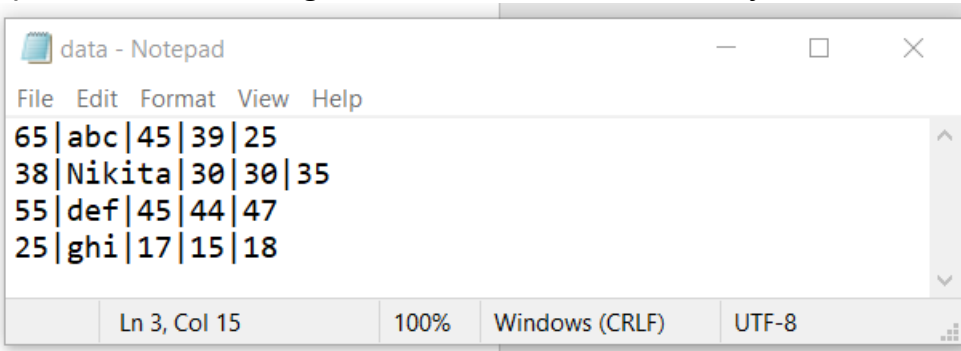 data - Notepad
File Edit Format View Help
65|abc|45|39|25
38|Nikita|30|30|35
55|def|45|44|47
25|ghi|17|15|18
Ln 3, Col 15 100% Windows (CRLF) UTF-8